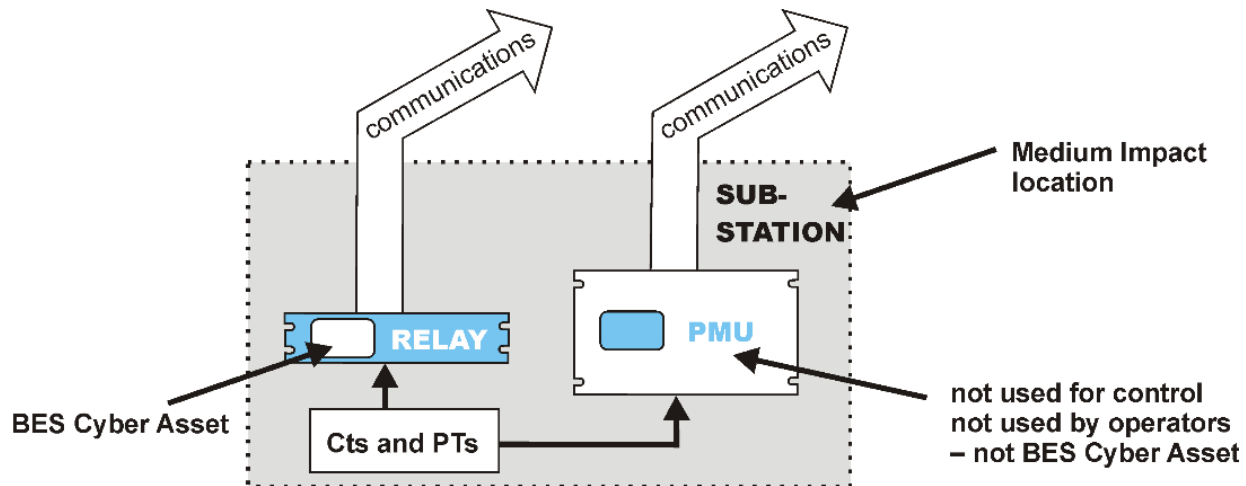 communications
communications
Medium Impact
location
SUB-
STATION
RELAY
PMU
BES Cyber Asset
Cts and PTs
not used for control
not used by operators
– not BES Cyber Asset